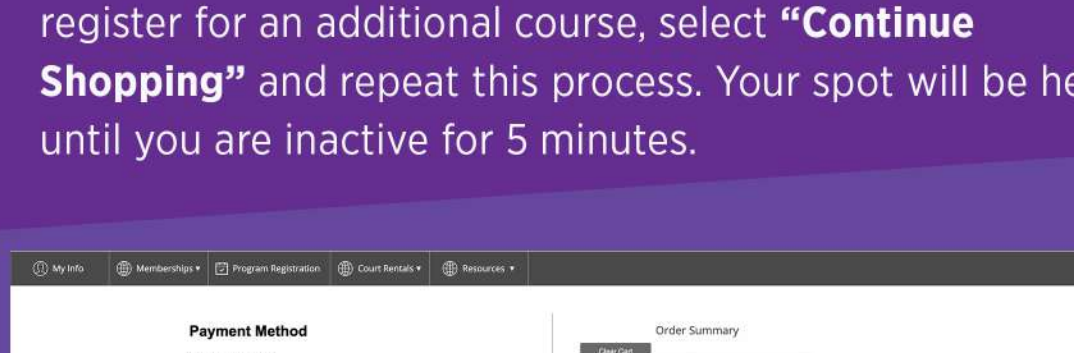 register for an additional course, select “Continue
Shopping” and repeat this process. Your spot will be he
until you are inactive for 5 minutes.
My Info Memberships Program Registration Court Rentals Resources
Payment Method
Order Summary
Clear Cart